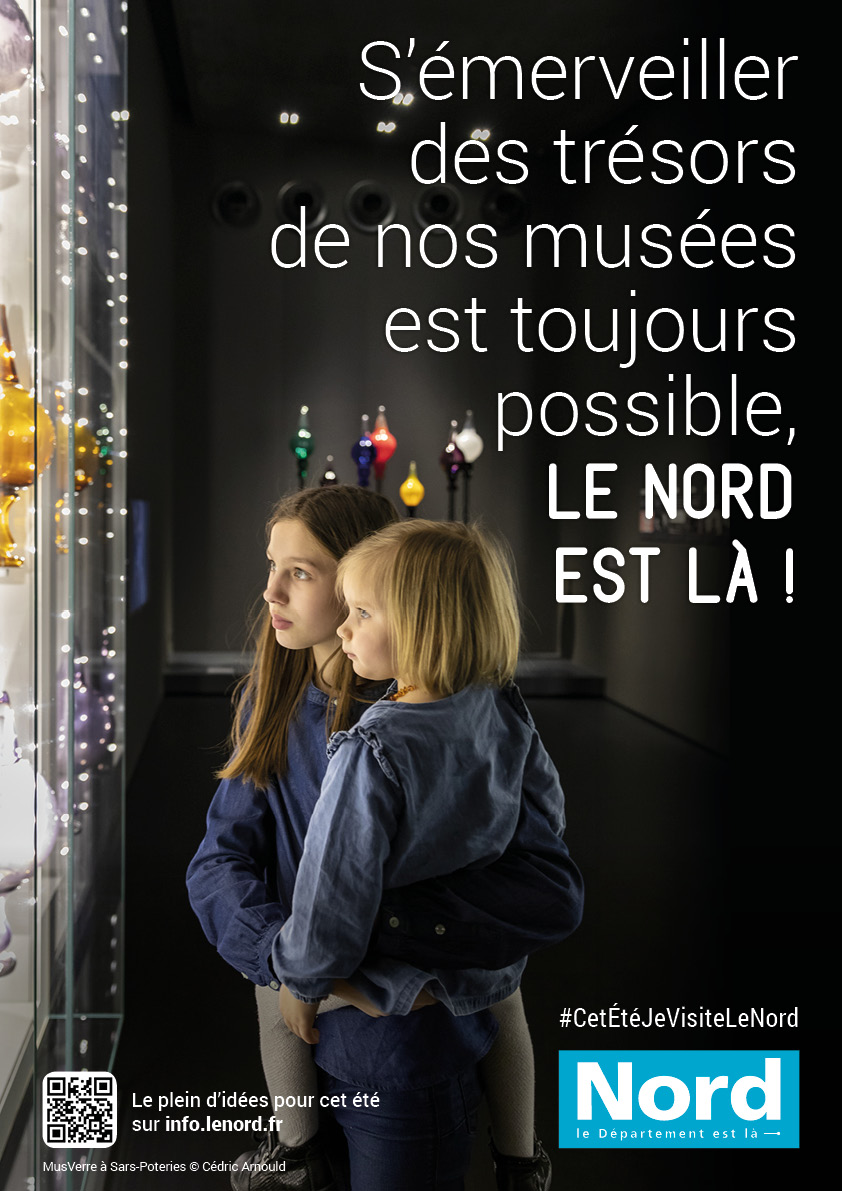 S'émerveiller
des trésors
de nos musées
est toujours
possible,
LE NORD
EST LÀ !
#CetÉtéJeVisiteLeNord
Nord
le Département est là
Le plein d'idées pour cet été
sur info.lenord.fr
MusVerre à Sars-Poteries © Cédric Arnould